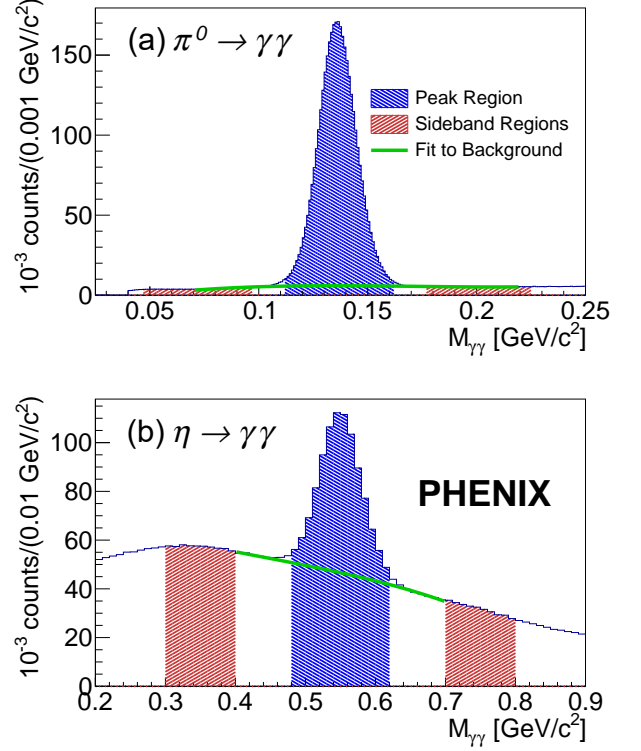 (a) π⁰ → γγ
10⁻³ counts/(0.001 GeV/c²)
150
100
50
0
Peak Region
Sideband Regions
Fit to Background
0.05 0.1 0.15 0.2 0.25
M_γγ [GeV/c²]
(b) η → γγ
PHENIX
10⁻³ counts/(0.01 GeV/c²)
100
80
60
40
20
0
0.2 0.3 0.4 0.5 0.6 0.7 0.8 0.9
M_γγ [GeV/c²]